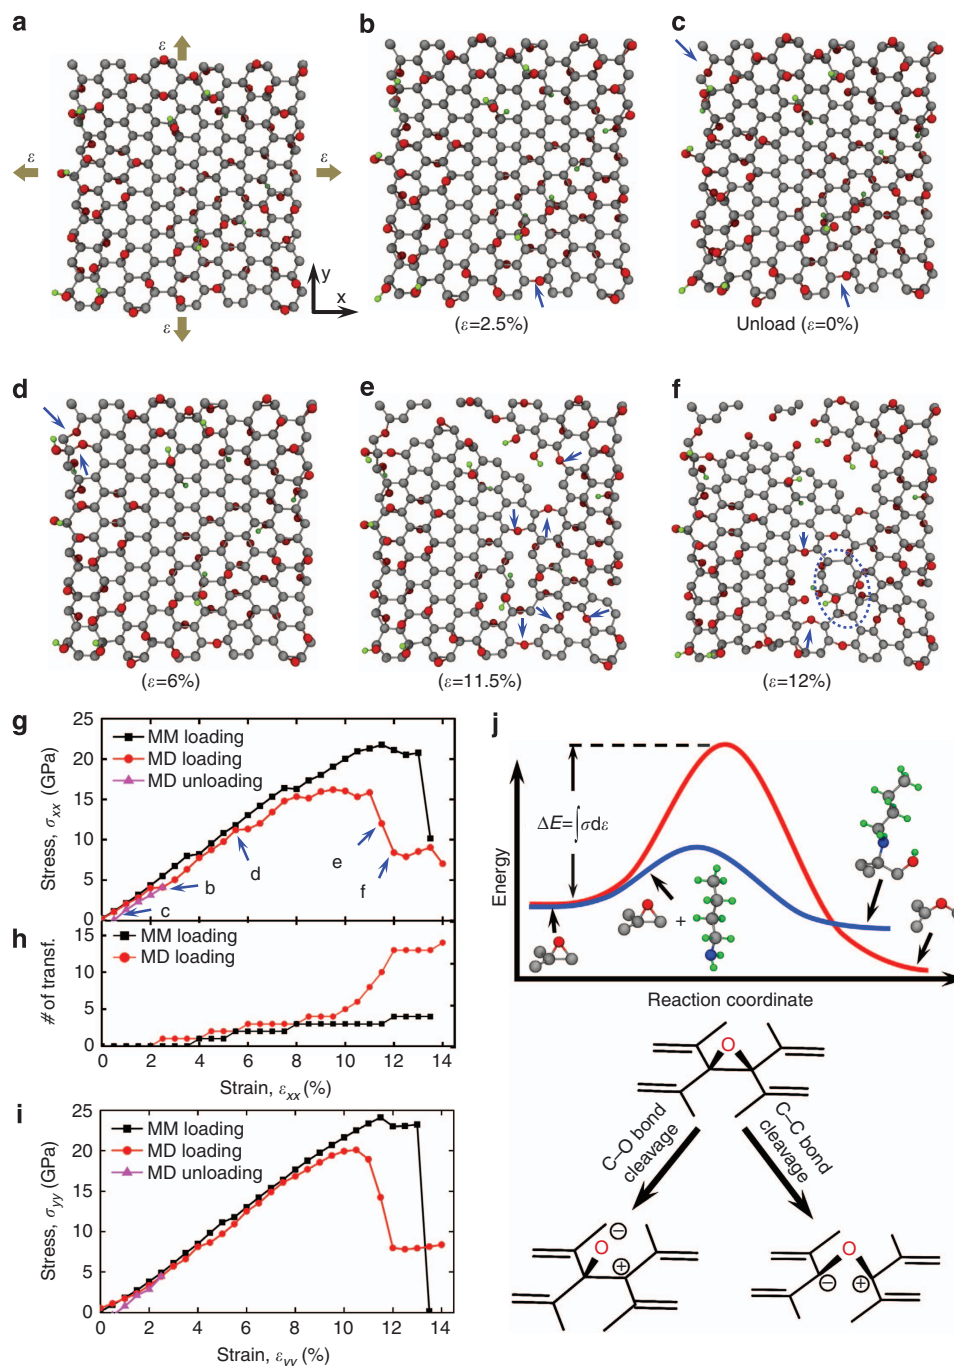 a
b
c
ε
ε
ε
ε
y
x
(ε=2.5%)
Unload (ε=0%)
d
e
f
(ε=6%)
(ε=11.5%)
(ε=12%)
g
25
20
15
10
5
0
Stress, σxx (GPa)
MM loading
MD loading
MD unloading
b
c
d
e
f
h
15
10
5
0
# of transf.
MM loading
MD loading
0 2 4 6 8 10 12 14
Strain, εxx (%)
i
25
20
15
10
5
0
Stress, σyy (GPa)
MM loading
MD loading
MD unloading
0 2 4 6 8 10 12 14
Strain, εyy (%)
j
Energy
ΔE=∫σdε
+
Reaction coordinate
O
C–O bond
cleavage
C–C bond
cleavage
O
−
+
O
−
+